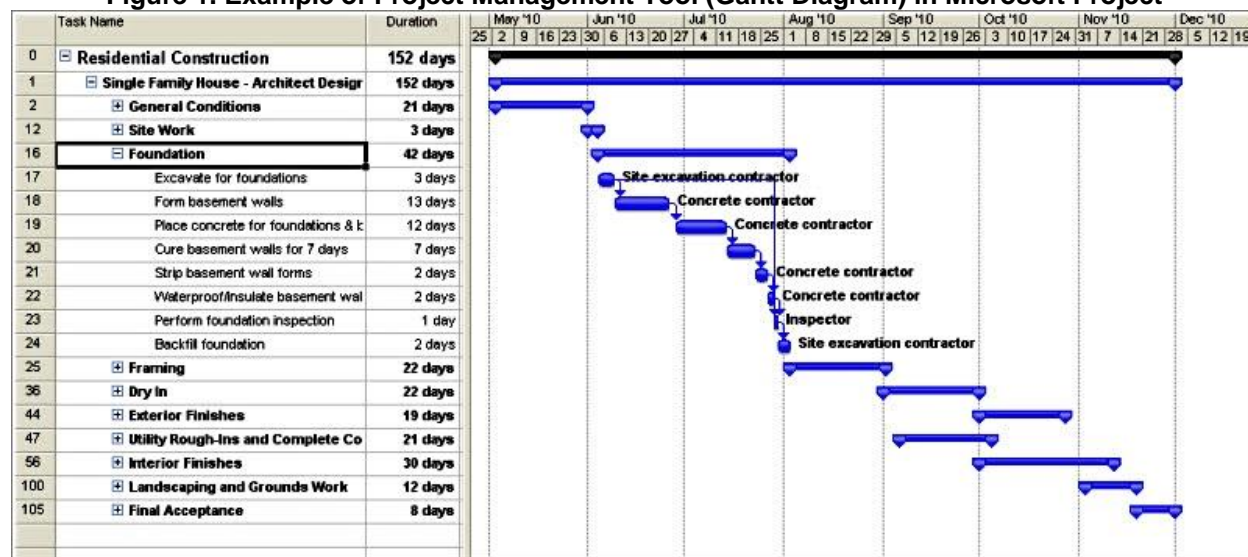 Figure 1. Example of Project Management Tool (Gantt Diagram) in Microsoft Project
Task Name Duration May '10 Jun '10 Jul '10 Aug '10 Sep '10 Oct '10 Nov '10 Dec '10
25 2 9 16 23 30 6 13 20 27 4 11 18 25 1 8 15 22 29 5 12 19 26 3 10 17 24 31 7 14 21 28 5 12 19
0 Residential Construction 152 days
1 Single Family House - Architect Desigr 152 days
2 General Conditions 21 days
12 Site Work 3 days
16 Foundation 42 days
17 Excavate for foundations 3 days Site excavation contractor
18 Form basement walls 13 days Concrete contractor
19 Place concrete for foundations & b 12 days Concrete contractor
20 Cure basement walls for 7 days 7 days
21 Strip basement wall forms 2 days Concrete contractor
22 Waterproof/Insulate basement wal 2 days Concrete contractor
23 Perform foundation inspection 1 day Inspector
24 Backfill foundation 2 days Site excavation contractor
25 Framing 22 days
36 Dry In 22 days
44 Exterior Finishes 19 days
47 Utility Rough-Ins and Complete Co 21 days
56 Interior Finishes 30 days
100 Landscaping and Grounds Work 12 days
105 Final Acceptance 8 days